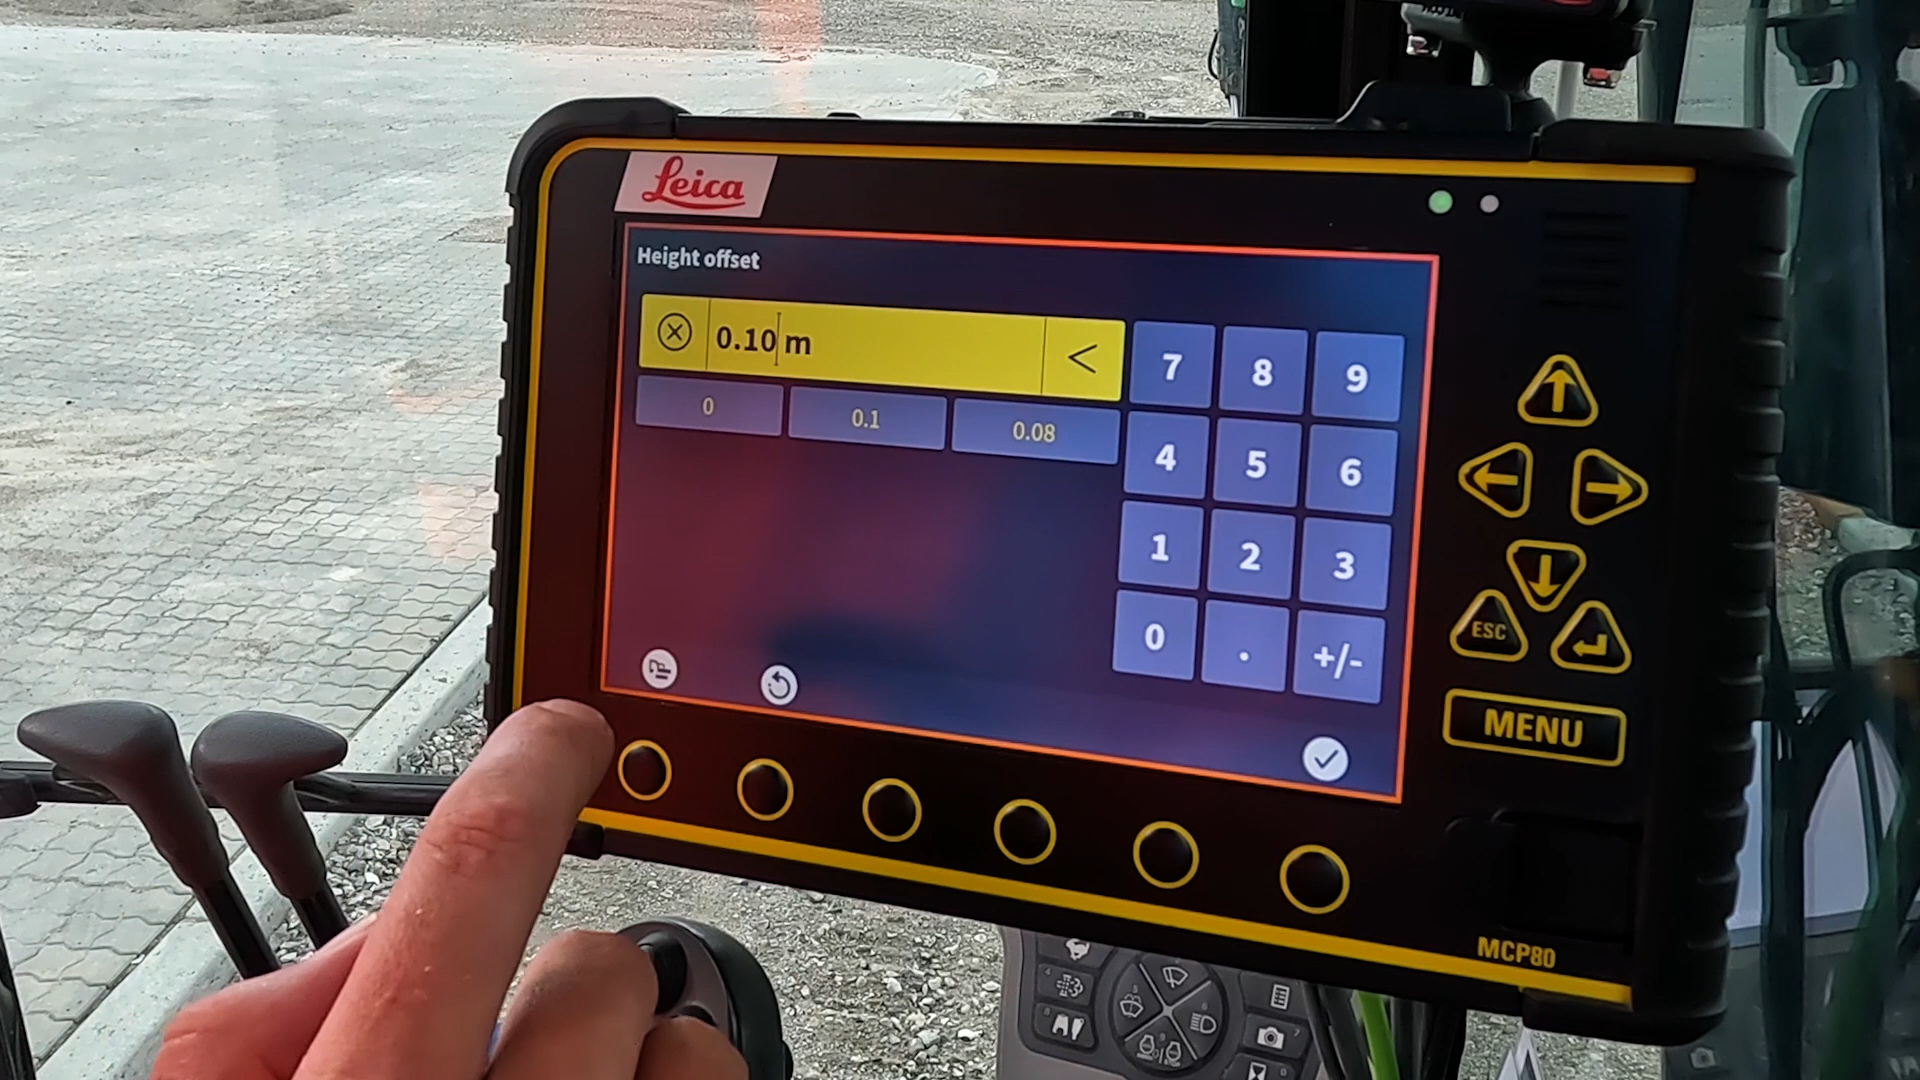 Leica
Height offset
0.10 m
<
0
0.1
0.08
7 8 9
4 5 6
1 2 3
0 . +/-
ESC
MENU
MCP80